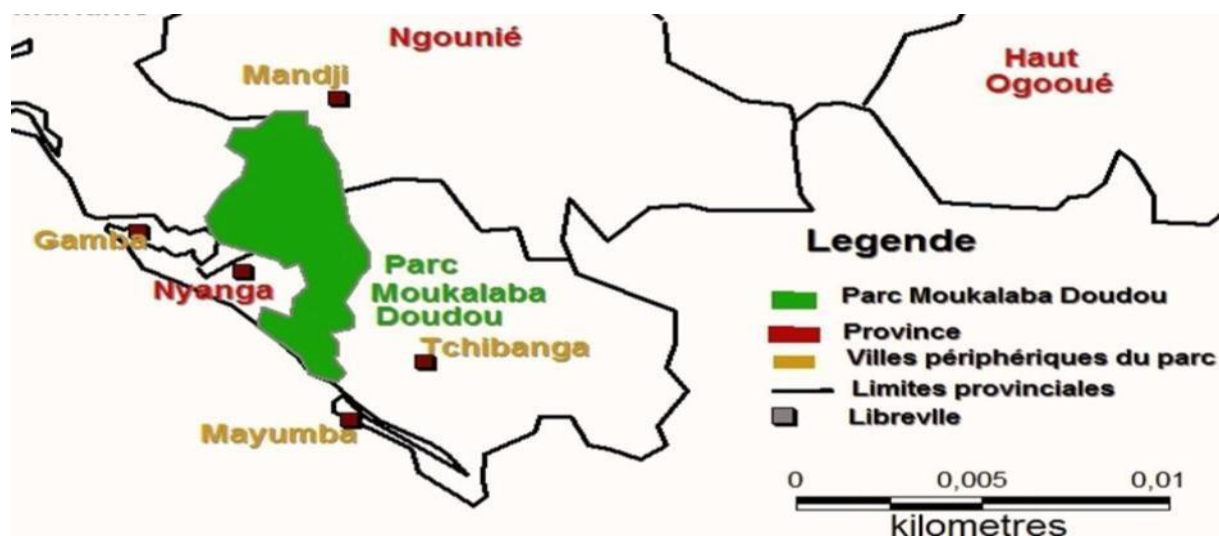 Ngounié
Haut
Ogooué
Mandji
Gamba
Nyanga
Parc
Moukalaba
Doudou
Tchibanga
Mayumba
Legende
Parc Moukalaba Doudou
Province
Villes périphériques du parc
Limites provinciales
Librevlle
0 0,005 0,01
kilometres